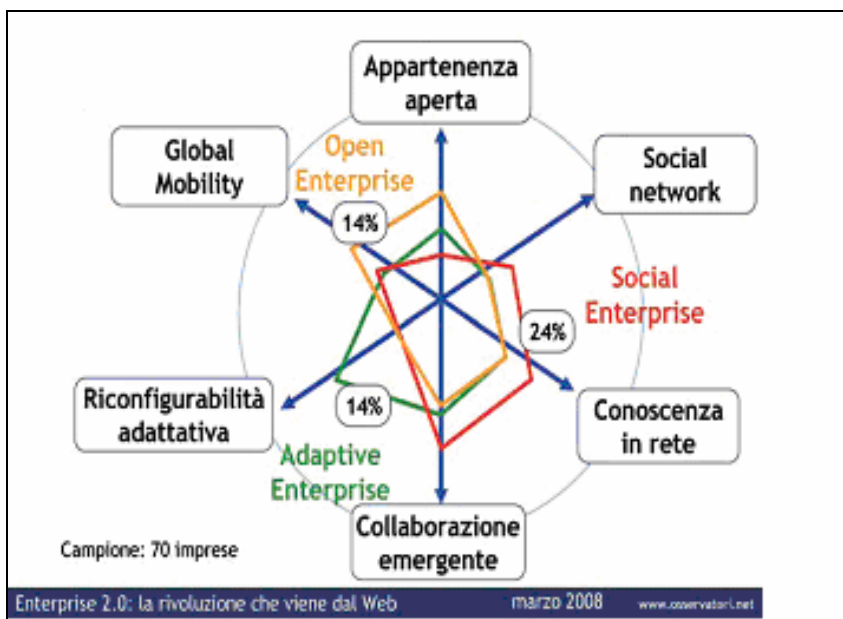 Appartenenza
aperta
Global
Mobility
Open
Enterprise
Social
network
14%
Social
Enterprise
24%
Riconfigurabilità
adattativa
14%
Conoscenza
in rete
Adaptive
Enterprise
Collaborazione
emergente
Campione: 70 imprese
Enterprise 2.0: la rivoluzione che viene dal Web
marzo 2008
www.osservatori.net